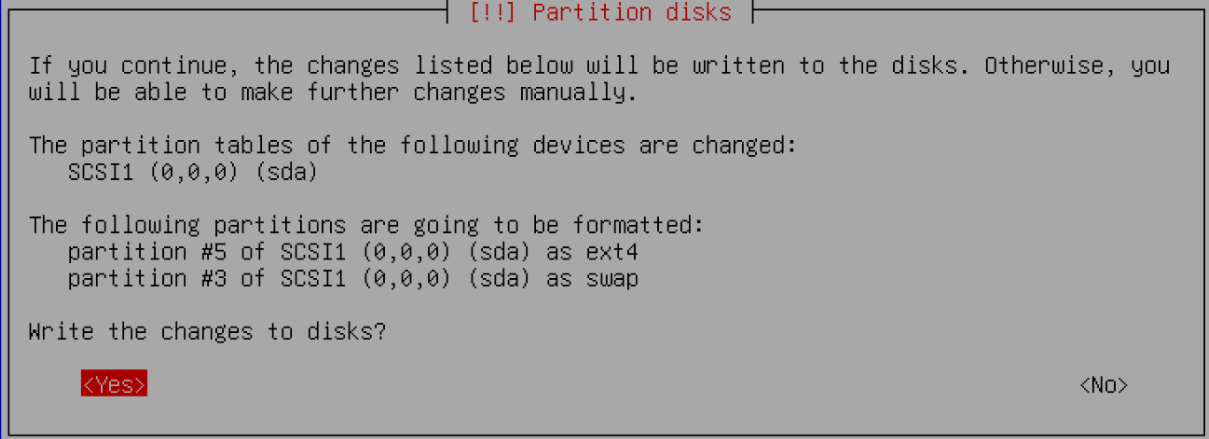 [!!] Partition disks
If you continue, the changes listed below will be written to the disks. Otherwise, you
will be able to make further changes manually.
The partition tables of the following devices are changed:
SCSI1 (0,0,0) (sda)
The following partitions are going to be formatted:
partition #5 of SCSI1 (0,0,0) (sda) as ext4
partition #3 of SCSI1 (0,0,0) (sda) as swap
Write the changes to disks?
<Yes> <No>